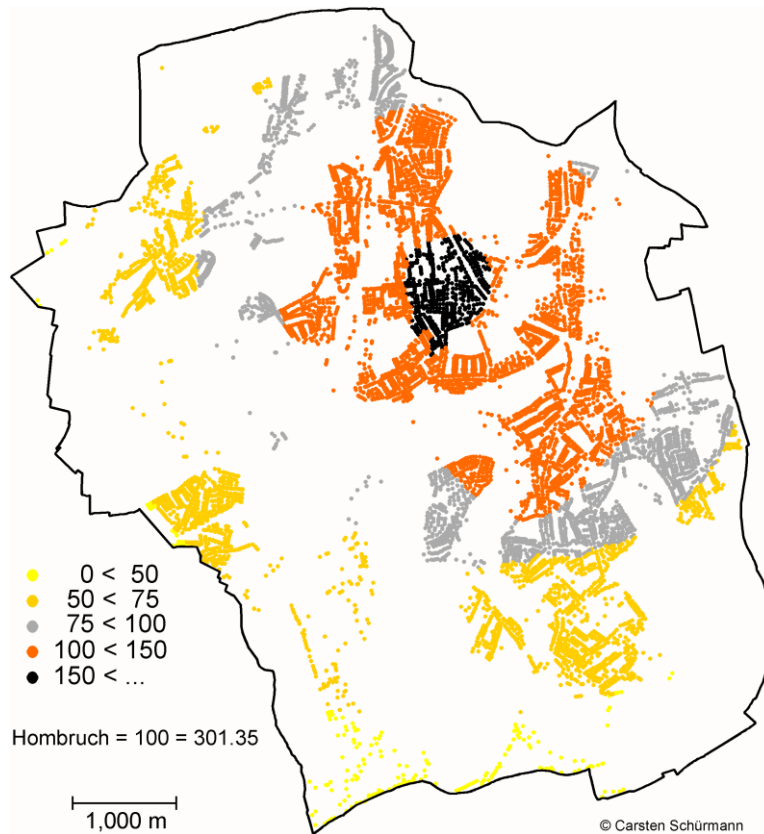 0 < 50
50 < 75
75 < 100
100 < 150
150 < ...
Hombruch = 100 = 301.35
1,000 m
© Carsten Schürmann